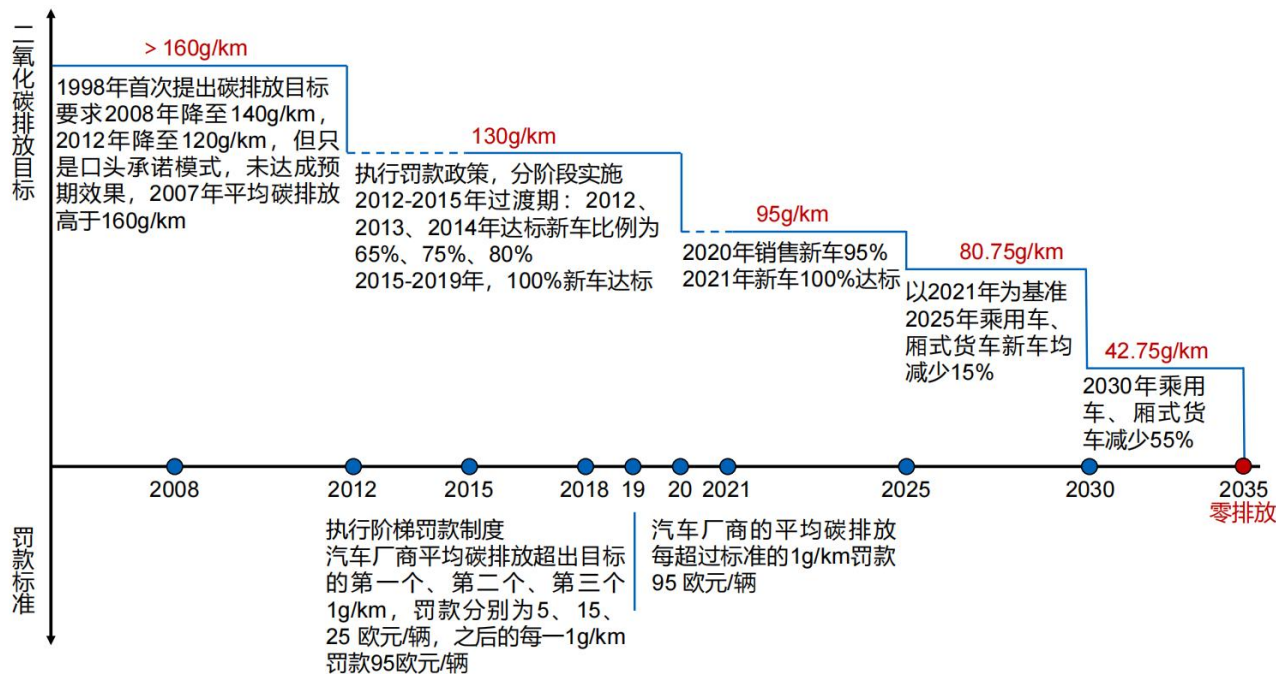 二氧化碳排放目标
> 160g/km
1998年首次提出碳排放目标
要求2008年降至140g/km，
2012年降至120g/km，但只
是口头承诺模式，未达成预
期效果，2007年平均碳排放
高于160g/km
130g/km
执行罚款政策，分阶段实施
2012-2015年过渡期：2012、
2013、2014年达标新车比例为
65%、75%、80%
2015-2019年，100%新车达标
95g/km
2020年销售新车95%
2021年新车100%达标
80.75g/km
以2021年为基准
2025年乘用车、
厢式货车新车均
减少15%
42.75g/km
2030年乘用
车、厢式货
车减少55%
2008
2012
2015
2018
19
20
2021
2025
2030
2035
零排放
罚款标准
执行阶梯罚款制度
汽车厂商平均碳排放超出目标
的第一个、第二个、第三个
1g/km，罚款分别为5、15、
25 欧元/辆，之后的每一1g/km
罚款95欧元/辆
汽车厂商的平均碳排放
每超过标准的1g/km罚款
95 欧元/辆